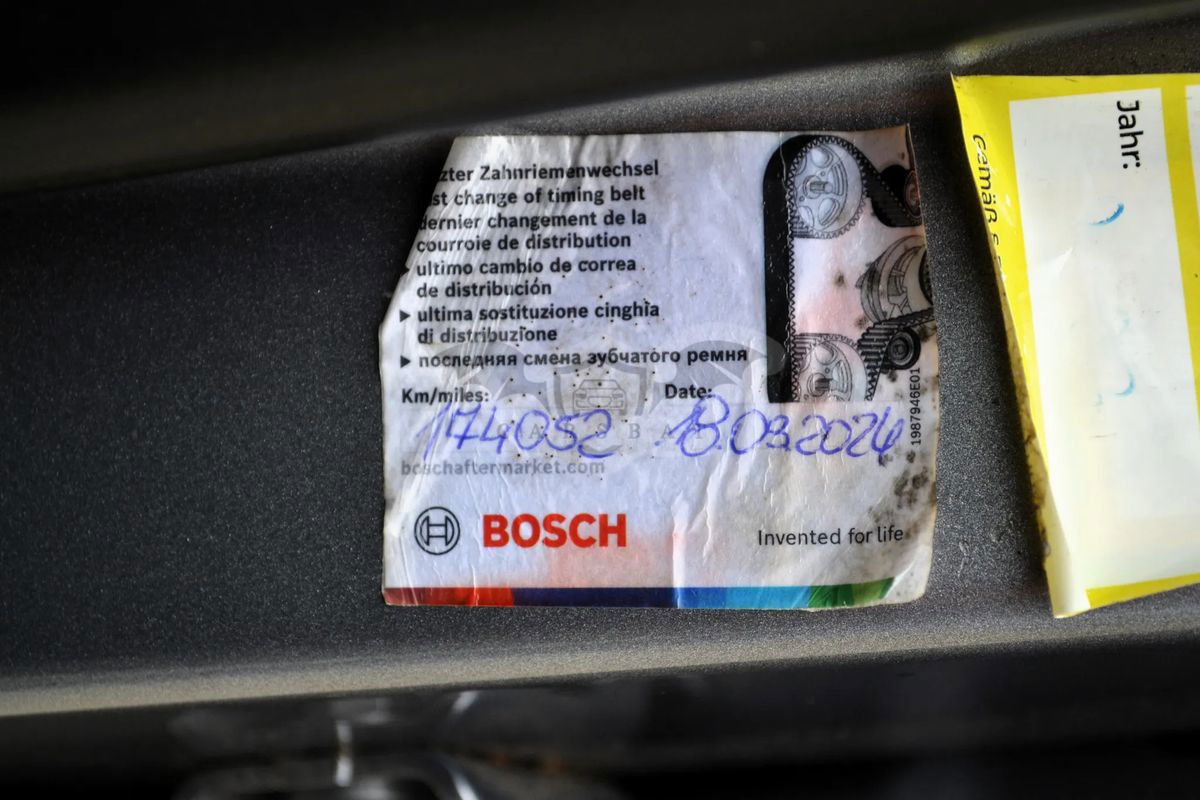 zter Zahnriemenwechsel
st change of timing belt
dernier changement de la
courroie de distribution
ultimo cambio de correa
de distribución
▶ ultima sostituzione cinghia
di distribuzione
▶ последняя смена зубчатого ремня
Km/miles: Date:
174052 18.03.2024
boschaftermarket.com
BOSCH
Invented for life
1987946E01
Jahr:
gemäß